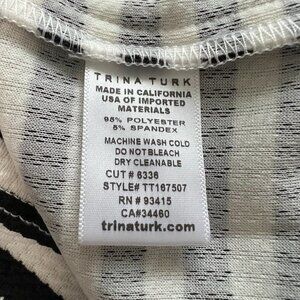 TRINA TURK
MADE IN CALIFORNIA
USA OF IMPORTED
MATERIALS
95% POLYESTER
5% SPANDEX
MACHINE WASH COLD
DO NOT BLEACH
DRY CLEANABLE
CUT # 6336
STYLE# TT167507
RN # 93415
CA#34460
trinaturk.com